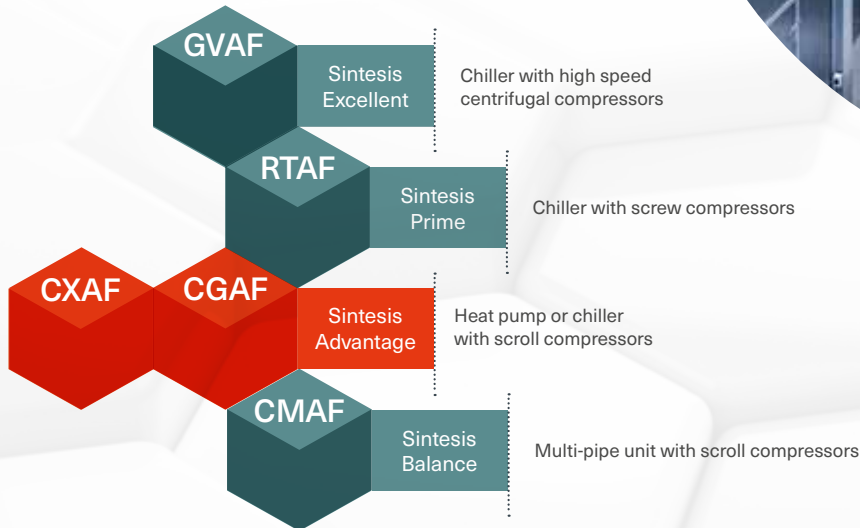 GVAF
Sintesis
Excellent
Chiller with high speed
centrifugal compressors
RTAF
Sintesis
Prime
Chiller with screw compressors
CXAF
CGAF
Sintesis
Advantage
Heat pump or chiller
with scroll compressors
CMAF
Sintesis
Balance
Multi-pipe unit with scroll compressors